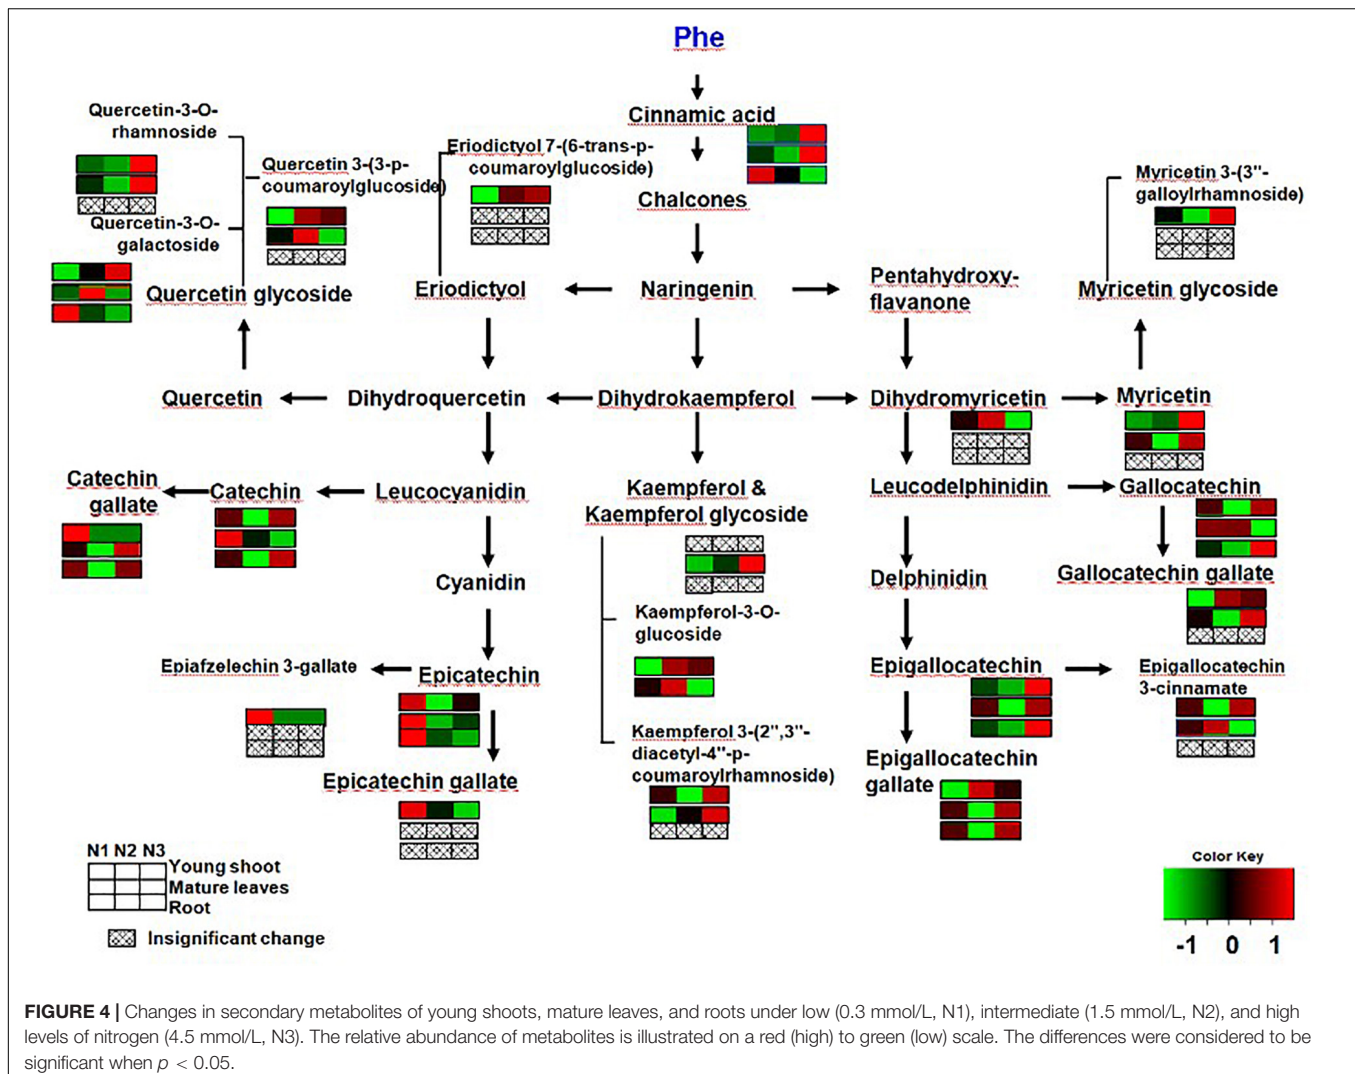 Phe
Cinnamic acid
Quercetin-3-O-
rhamnoside
Quercetin 3-(3-p-
coumaroylglucoside)
Eriodictyol 7-(6-trans-p-
coumaroylglucoside)
Chalcones
Myricetin 3-(3"-
galloylrhamnoside)
Quercetin-3-O-
galactoside
Quercetin glycoside
Eriodictyol
Naringenin
Pentahydroxy-
flavanone
Myricetin glycoside
Quercetin
Dihydroquercetin
Dihydrokaempferol
Dihydromyricetin
Myricetin
Catechin
gallate
Catechin
Leucocyanidin
Kaempferol &
Kaempferol glycoside
Leucodelphinidin
Gallocatechin
Cyanidin
Delphinidin
Gallocatechin gallate
Kaempferol-3-O-
glucoside
Epiafzelechin 3-gallate
Epicatechin
Epigallocatechin
Epigallocatechin
3-cinnamate
Kaempferol 3-(2",3"-
diacetyl-4"-p-
coumaroylrhamnoside)
Epicatechin gallate
Epigallocatechin
gallate
N1 N2 N3
Young shoot
Mature leaves
Root
Insignificant change
Color Key
-1 0 1
FIGURE 4 | Changes in secondary metabolites of young shoots, mature leaves, and roots under low (0.3 mmol/L, N1), intermediate (1.5 mmol/L, N2), and high
levels of nitrogen (4.5 mmol/L, N3). The relative abundance of metabolites is illustrated on a red (high) to green (low) scale. The differences were considered to be
significant when p < 0.05.